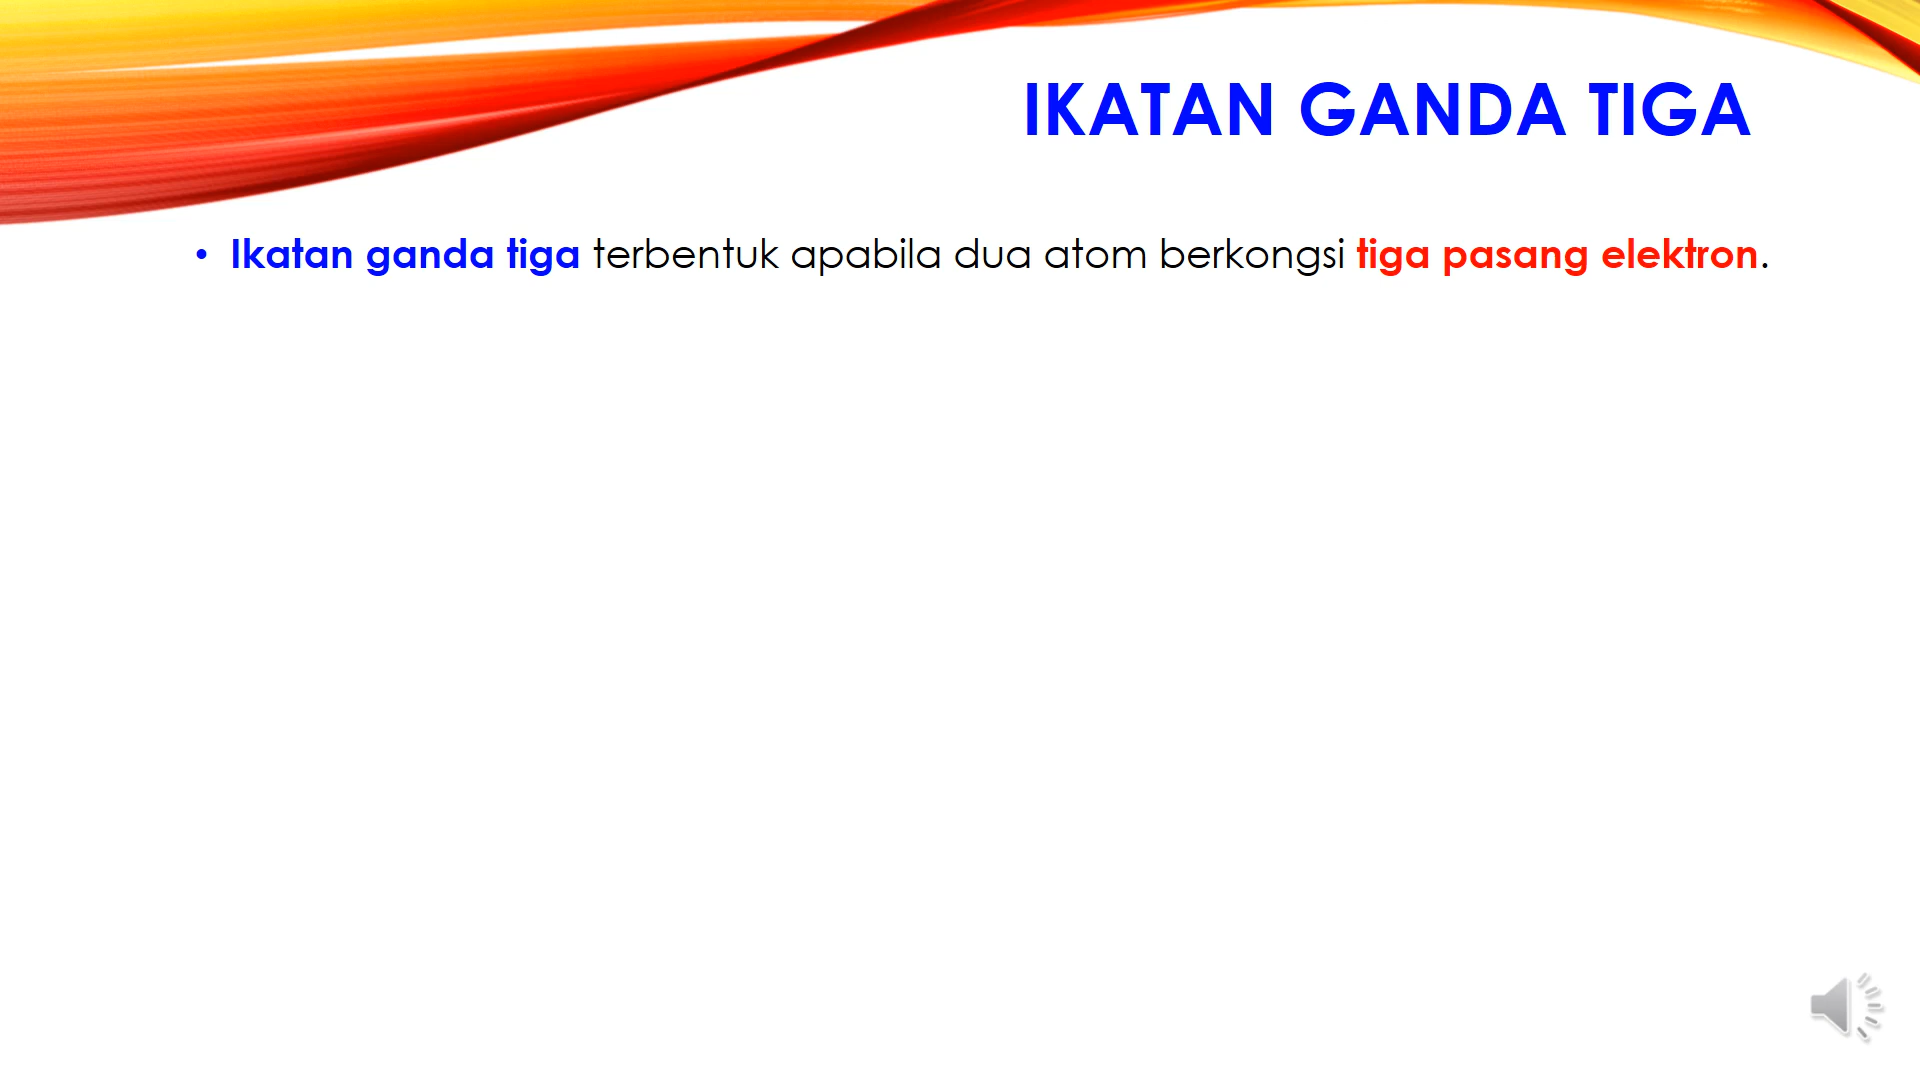 IKATAN GANDA TIGA
• Ikatan ganda tiga terbentuk apabila dua atom berkongsi tiga pasang elektron.